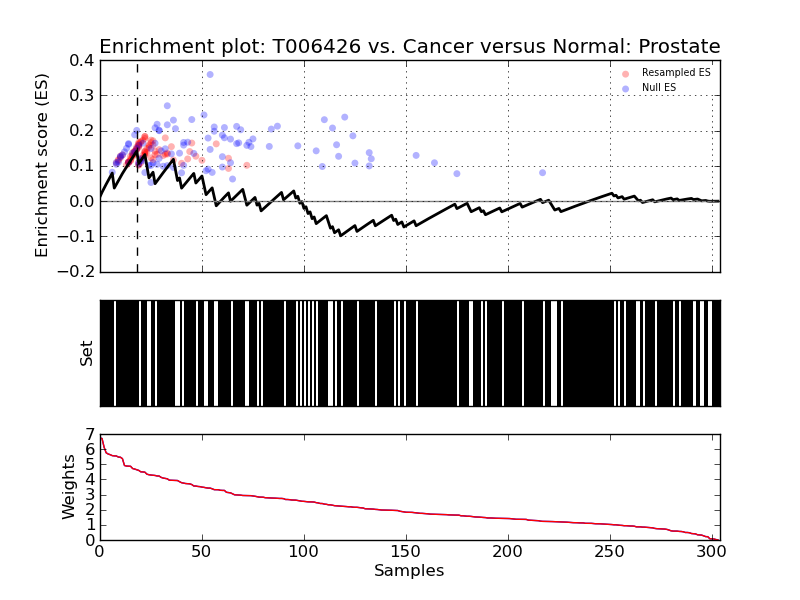 Enrichment plot: T006426 vs. Cancer versus Normal: Prostate
Enrichment score (ES)
0.4
0.3
0.2
0.1
0.0
−0.1
−0.2
Resampled ES
Null ES
Set
Weights
7
6
5
4
3
2
1
0
0 50 100 150 200 250 300
Samples